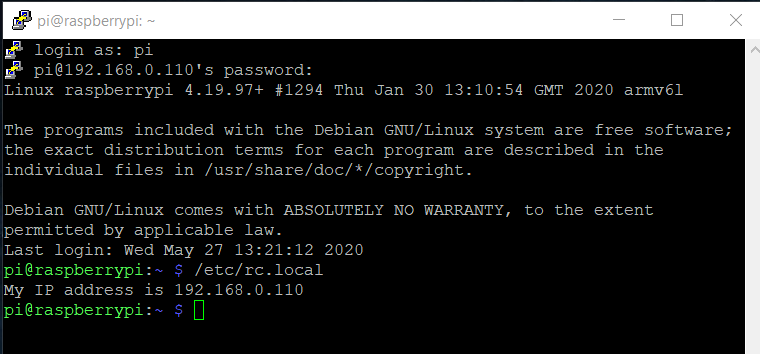 pi@raspberrypi: ~
login as: pi
pi@192.168.0.110's password:
Linux raspberrypi 4.19.97+ #1294 Thu Jan 30 13:10:54 GMT 2020 armv6l
The programs included with the Debian GNU/Linux system are free software;
the exact distribution terms for each program are described in the
individual files in /usr/share/doc/*/copyright.
Debian GNU/Linux comes with ABSOLUTELY NO WARRANTY, to the extent
permitted by applicable law.
Last login: Wed May 27 13:21:12 2020
pi@raspberrypi:~ $ /etc/rc.local
My IP address is 192.168.0.110
pi@raspberrypi:~ $